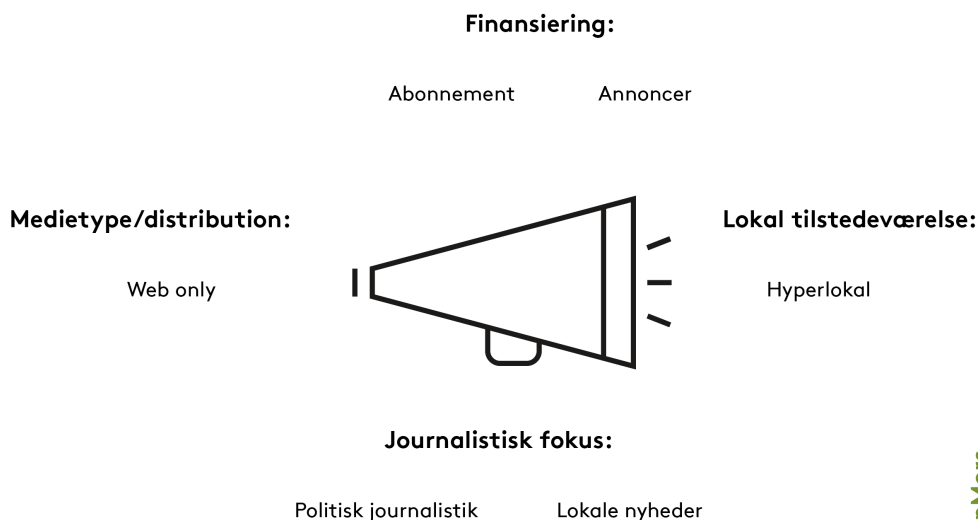 Finansiering:
Abonnement Annoncer
Medietype/distribution: Lokal tilstedeværelse:
Web only Hyperlokal
Journalistisk fokus:
Politisk journalistik Lokale nyheder